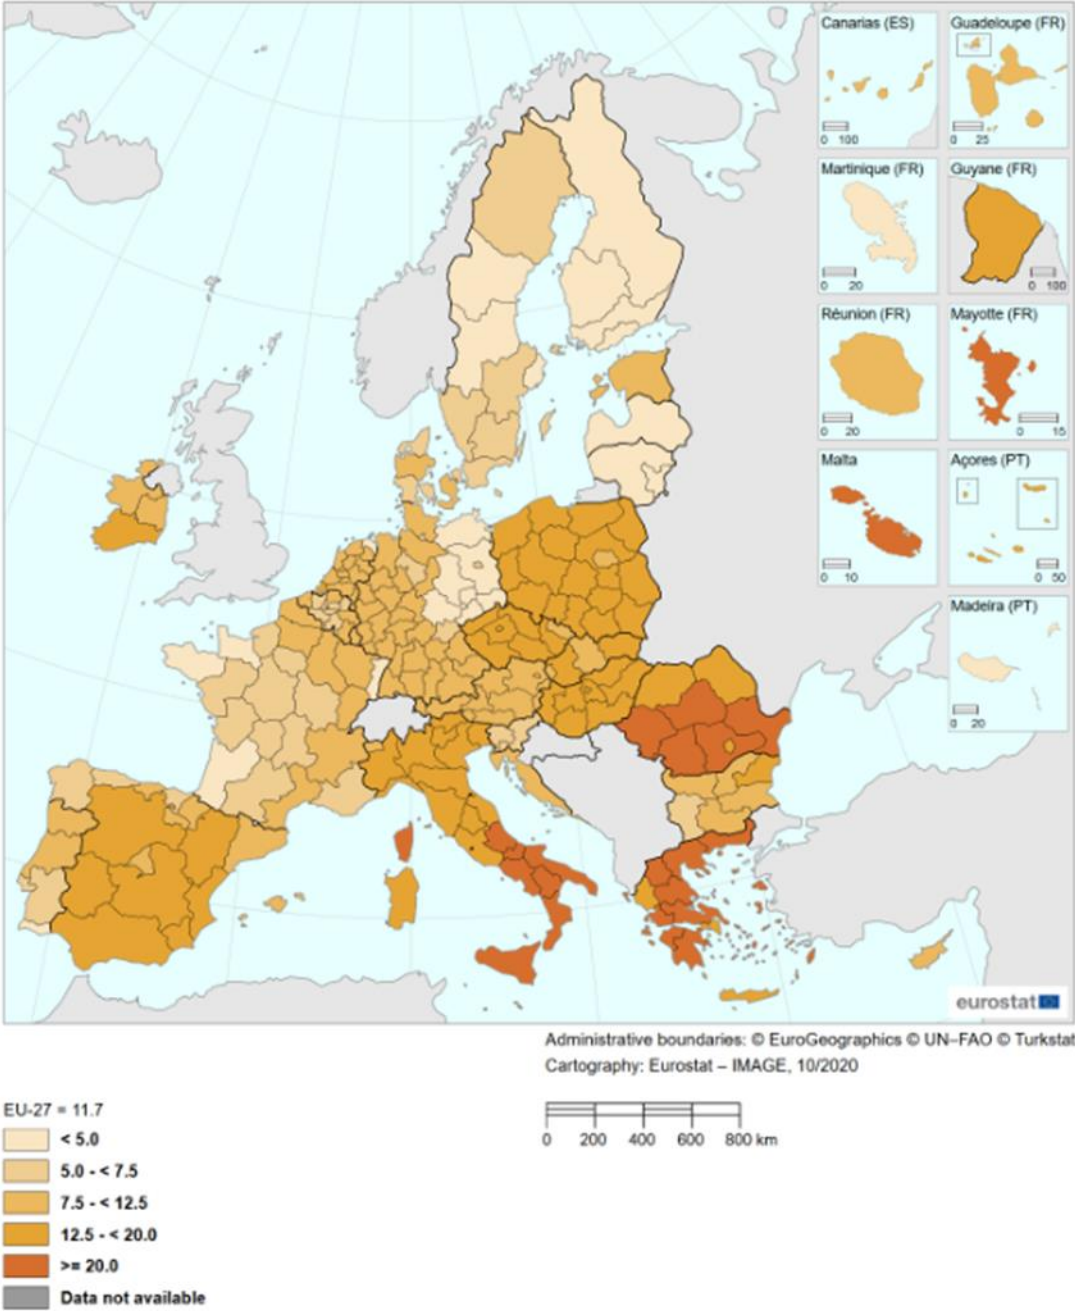 Canarias (ES)
0 100
Guadeloupe (FR)
0 25
Martinique (FR)
0 20
Guyane (FR)
0 100
Réunion (FR)
0 20
Mayotte (FR)
0 15
Malta
0 10
Açores (PT)
0 50
Madeira (PT)
0 20
eurostat
Administrative boundaries: © EuroGeographics © UN–FAO © Turkstat
Cartography: Eurostat – IMAGE, 10/2020
0 200 400 600 800 km
EU-27 = 11.7
< 5.0
5.0 - < 7.5
7.5 - < 12.5
12.5 - < 20.0
>= 20.0
Data not available